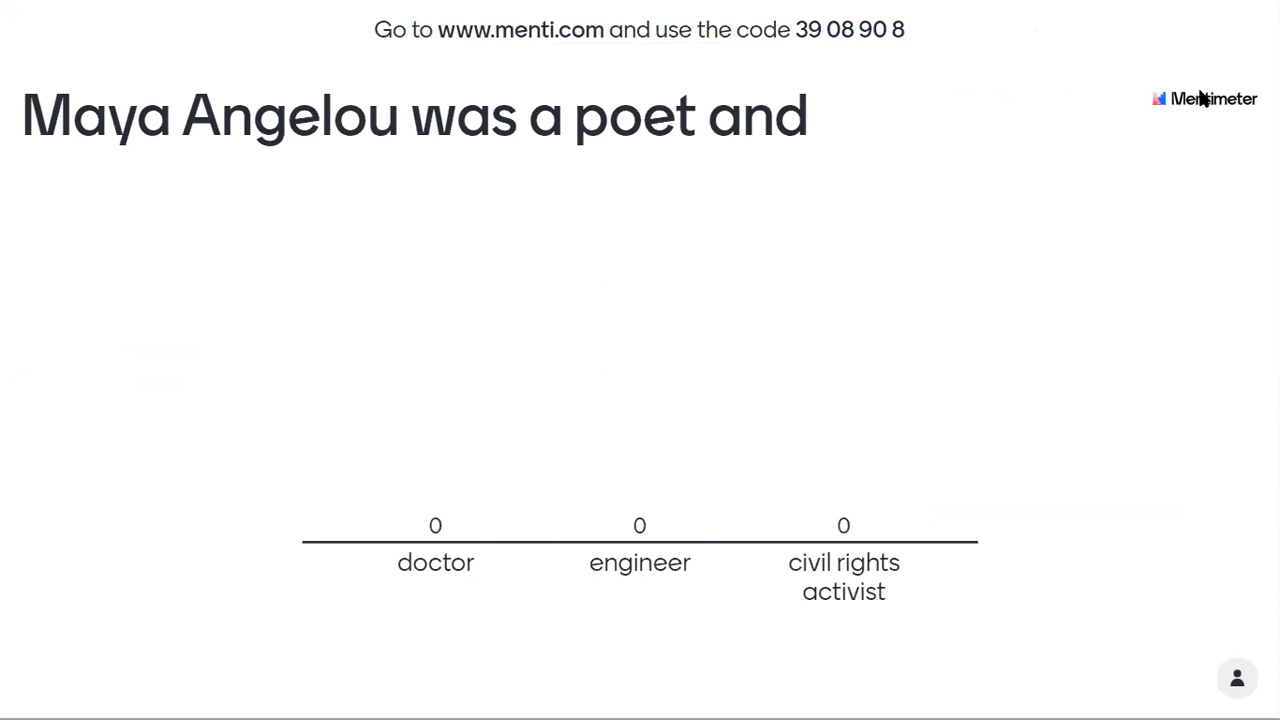 Go to www.menti.com and use the code 39 08 90 8
Maya Angelou was a poet and
Mentimeter
0 0 0
doctor engineer civil rights
activist